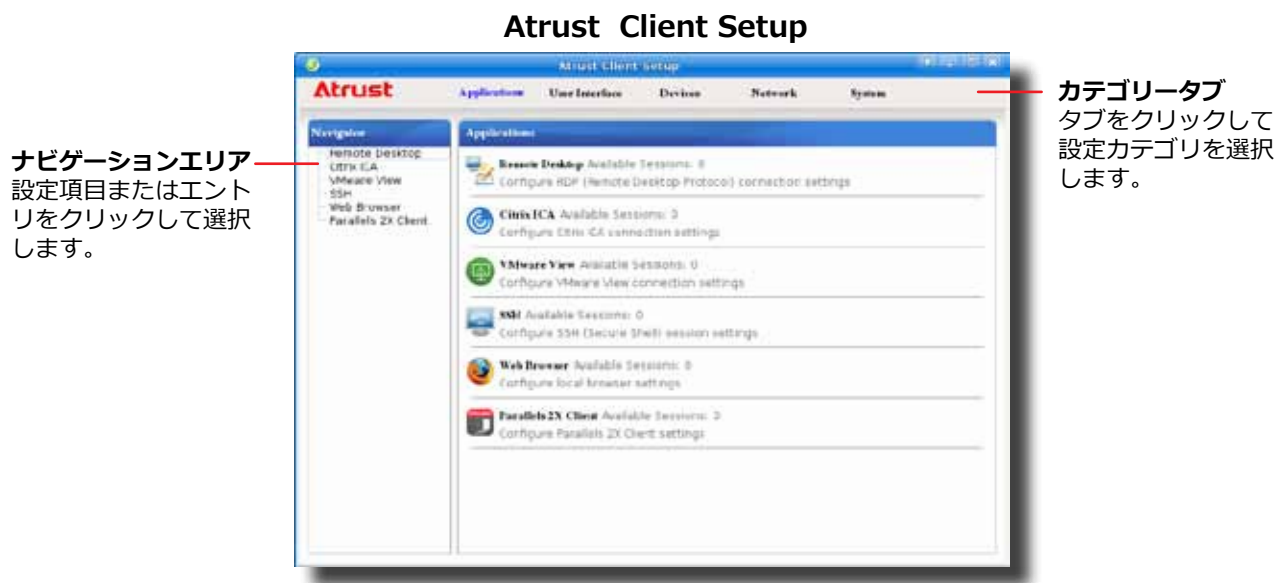 Atrust Client Setup
Atrust Client Setup
Atrust
Applications User Interface Devices Network System
Navigator
Remote Desktop
Citrix ICA
VMware View
SSH
Web Browser
Parallels 2X Client
Applications
Remote Desktop Available Sessions: 0
Configure RDP (Remote Desktop Protocol) connection settings
Citrix ICA Available Sessions:
Configure Citrix ICA connection settings
VMware View Available Sessions: 0
Configure VMware View connection settings
SSH Available Sessions: 0
Configure SSH (Secure Shell) session settings
Web Browser Available Sessions: 0
Configure local browser settings
Parallels 2X Client Available Sessions:
Configure Parallels 2X Client settings
ナビゲーションエリア
設定項目またはエント
リをクリックして選択
します。
カテゴリータブ
タブをクリックして
設定カテゴリを選択
します。